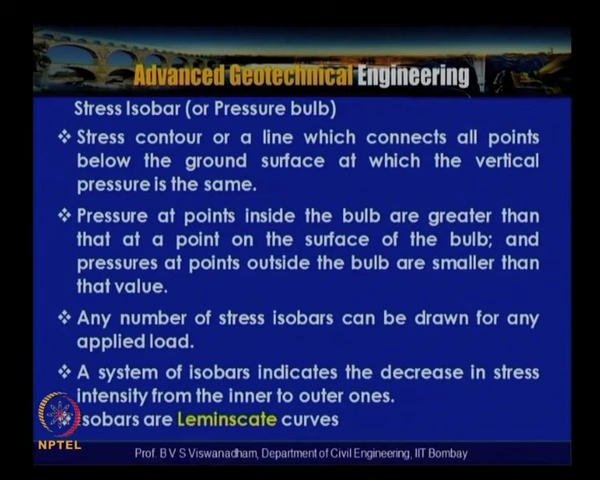 Advanced Geotechnical Engineering
Stress Isobar (or Pressure bulb)
❖ Stress contour or a line which connects all points
below the ground surface at which the vertical
pressure is the same.
❖ Pressure at points inside the bulb are greater than
that at a point on the surface of the bulb; and
pressures at points outside the bulb are smaller than
that value.
❖ Any number of stress isobars can be drawn for any
applied load.
❖ A system of isobars indicates the decrease in stress
intensity from the inner to outer ones.
❖ Isobars are Leminscate curves
NPTEL
Prof. B V S Viswanadham, Department of Civil Engineering, IIT Bombay